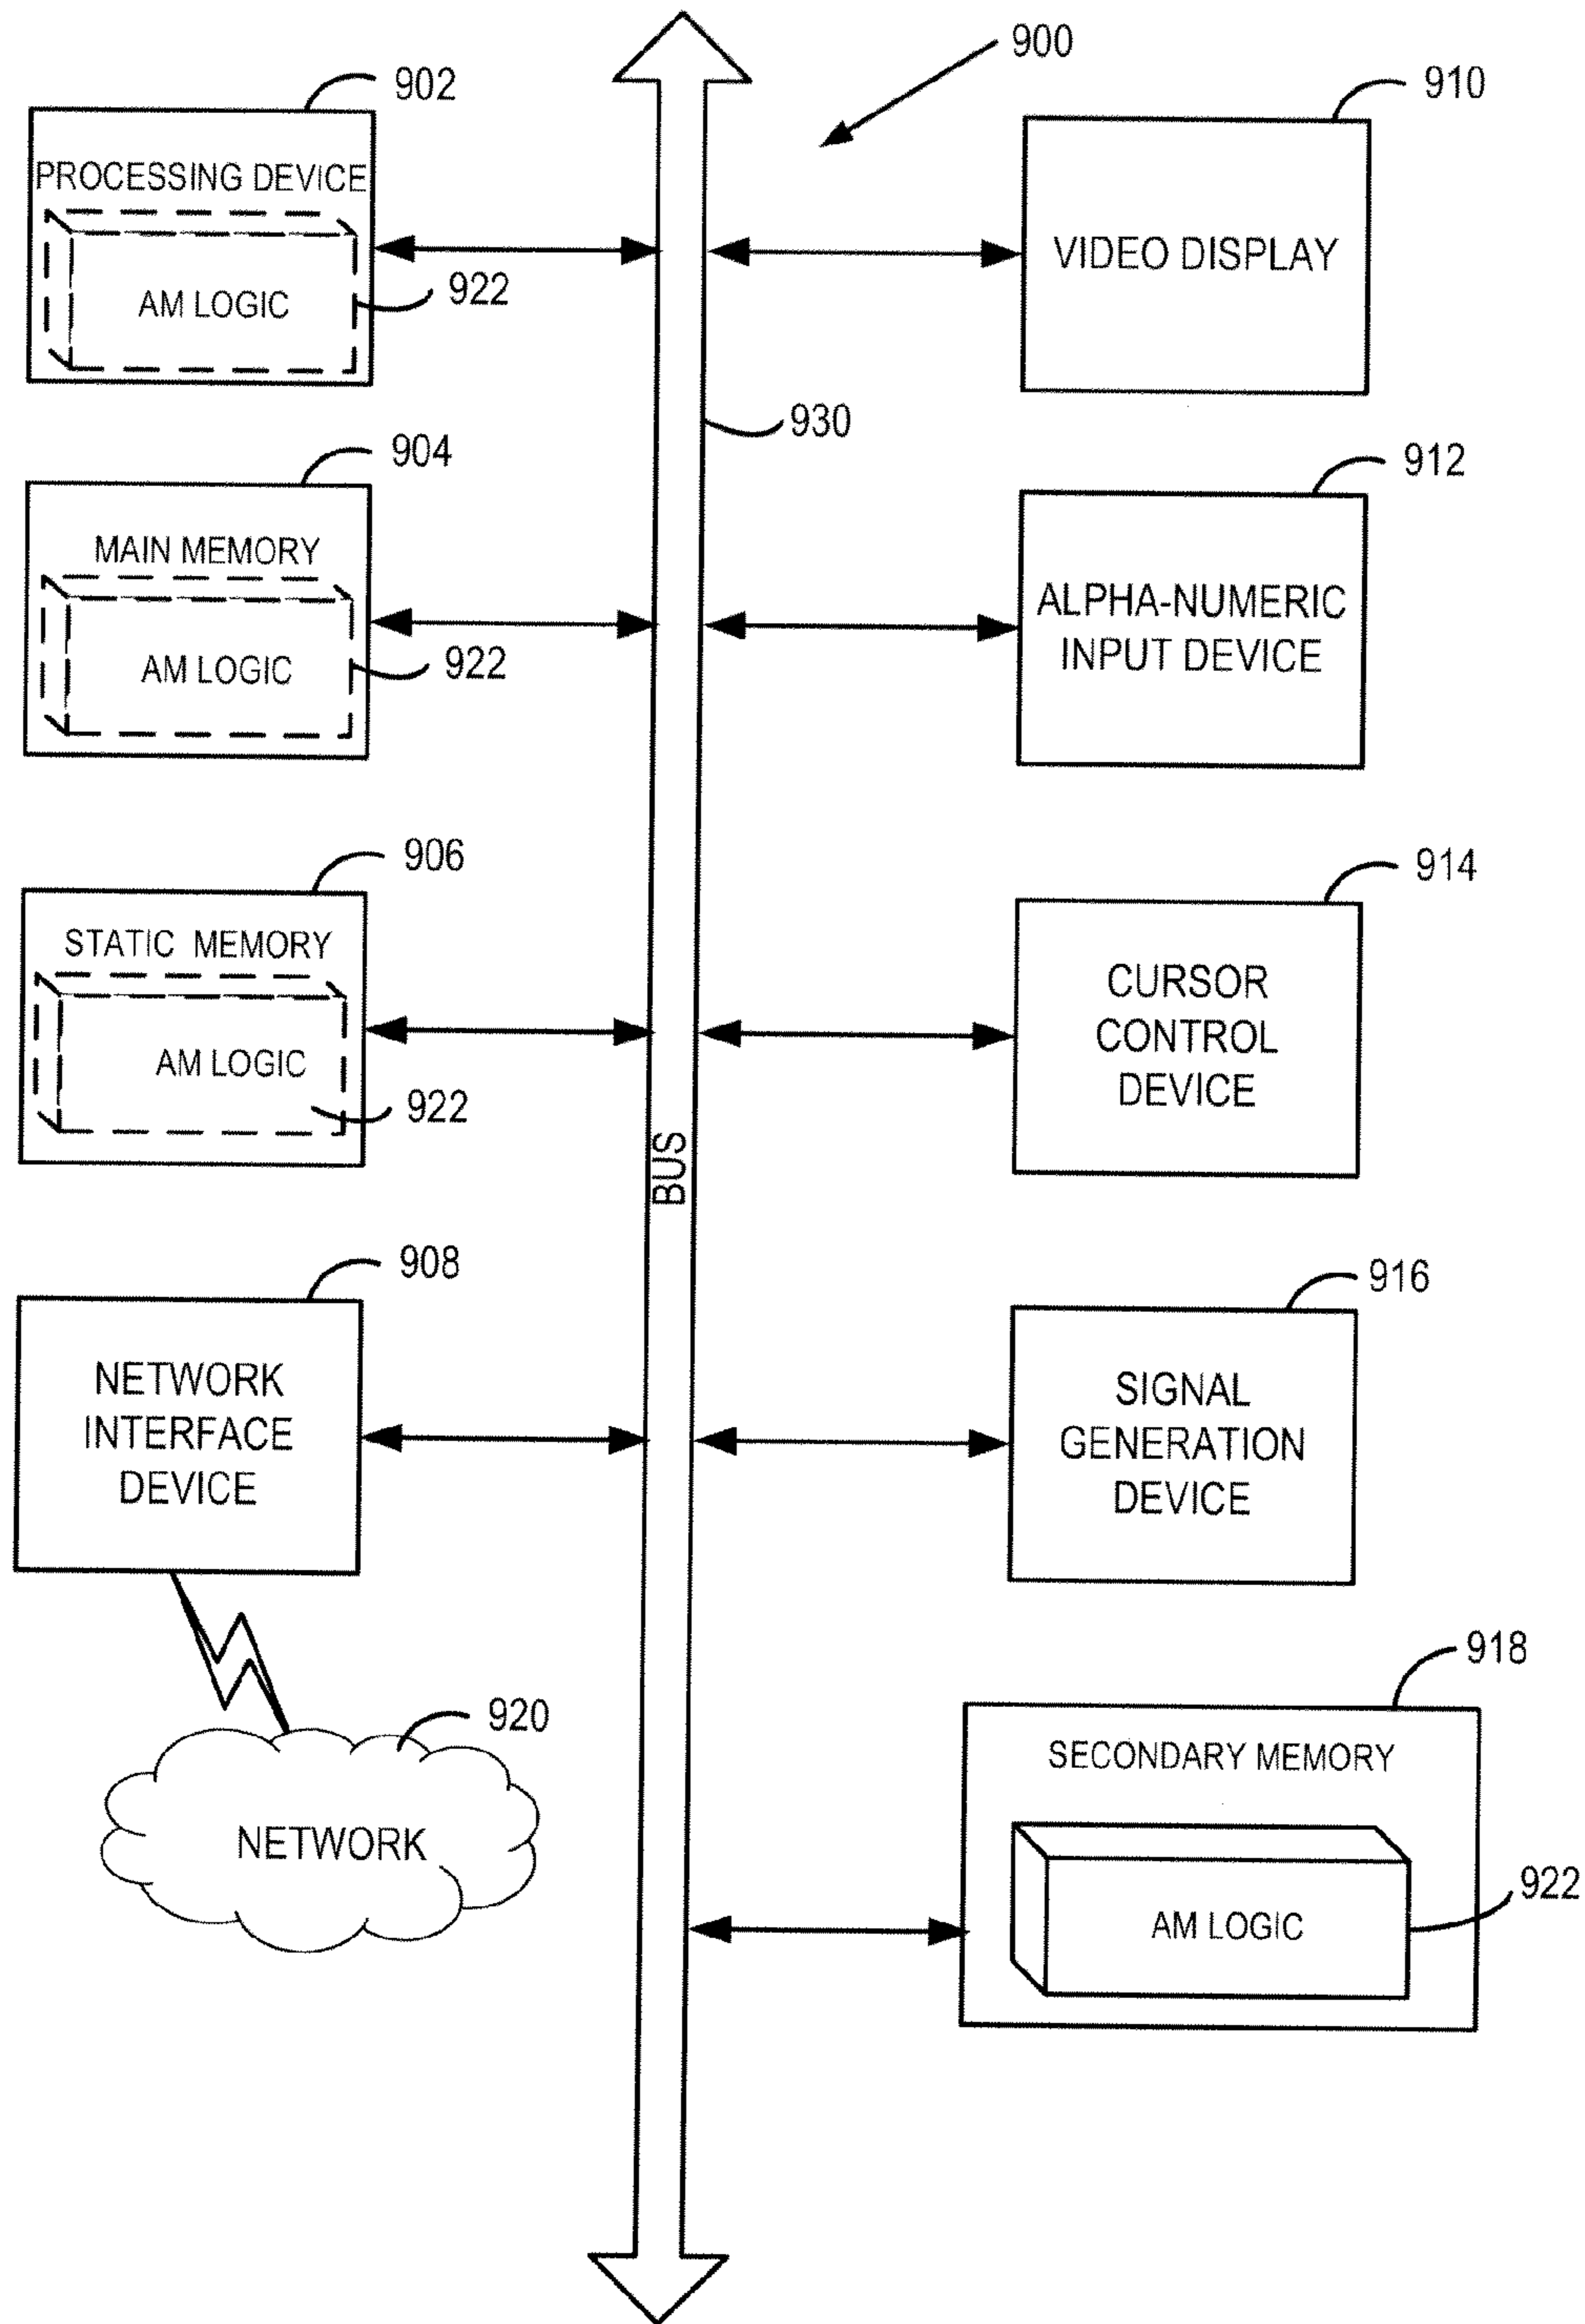 900
902
PROCESSING DEVICE
AM LOGIC
922
910
VIDEO DISPLAY
930
904
MAIN MEMORY
AM LOGIC
922
912
ALPHA-NUMERIC
INPUT DEVICE
906
STATIC MEMORY
AM LOGIC
922
914
CURSOR
CONTROL
DEVICE
BUS
908
NETWORK
INTERFACE
DEVICE
916
SIGNAL
GENERATION
DEVICE
920
NETWORK
918
SECONDARY MEMORY
AM LOGIC
922